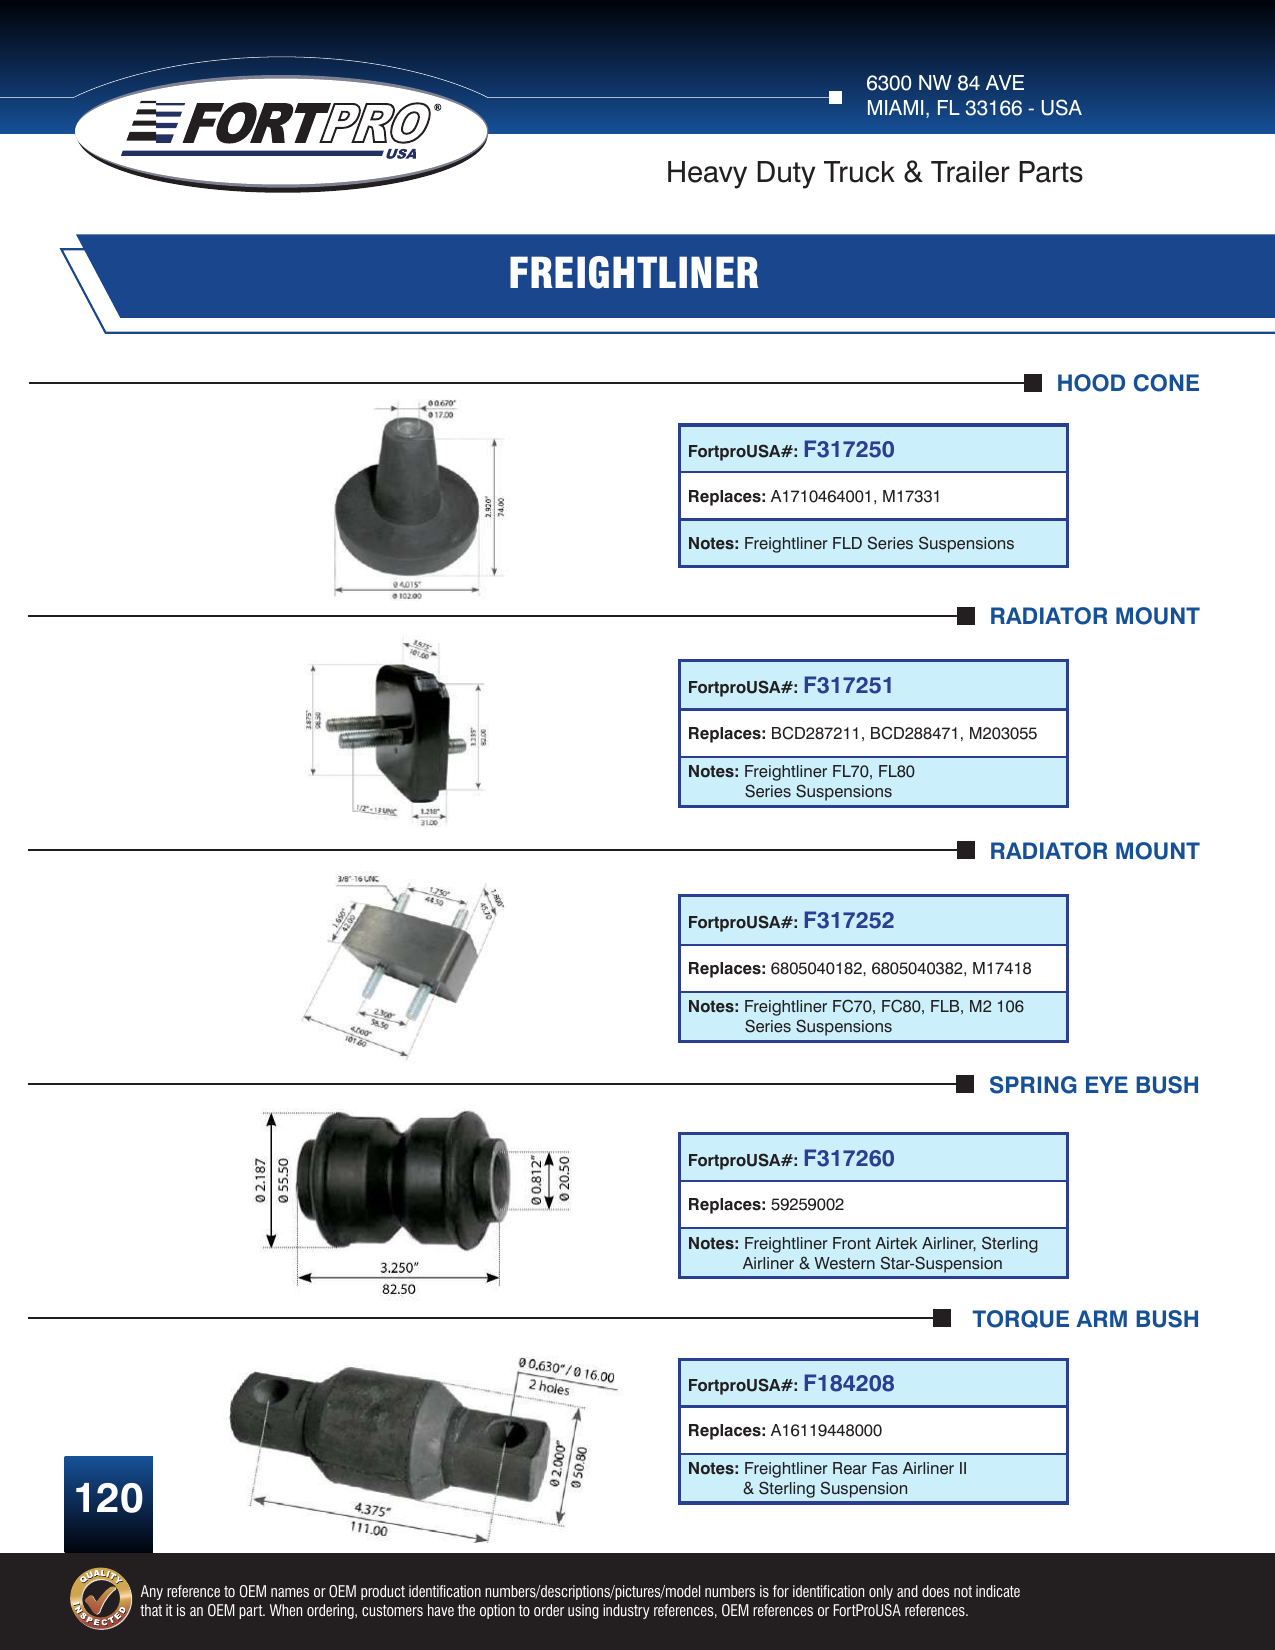 6300 NW 84 AVE
MIAMI, FL 33166 - USA
FORTPRO®
USA
Heavy Duty Truck & Trailer Parts
FREIGHTLINER
HOOD CONE
Ø 0.670"
Ø 17.00
2.920"
74.00
Ø 4.015"
Ø 102.00
FortproUSA#: F317250
Replaces: A1710464001, M17331
Notes: Freightliner FLD Series Suspensions
RADIATOR MOUNT
101.00
3.875"
98.50
82.00
1/2" - 13 UNC
31.00
FortproUSA#: F317251
Replaces: BCD287211, BCD288471, M203055
Notes: Freightliner FL70, FL80
Series Suspensions
RADIATOR MOUNT
3/8"-16 UNC
1.750"
44.50
1.800"
45.70
1.650"
42.00
2.300"
58.50
4.000"
101.60
FortproUSA#: F317252
Replaces: 6805040182, 6805040382, M17418
Notes: Freightliner FC70, FC80, FLB, M2 106
Series Suspensions
SPRING EYE BUSH
Ø 2.187
Ø 55.50
Ø 0.812"
Ø 20.50
3.250"
82.50
FortproUSA#: F317260
Replaces: 59259002
Notes: Freightliner Front Airtek Airliner, Sterling
Airliner & Western Star-Suspension
TORQUE ARM BUSH
Ø 0.630" / Ø 16.00
2 holes
Ø 2.000"
Ø 50.80
4.375"
111.00
FortproUSA#: F184208
Replaces: A16119448000
Notes: Freightliner Rear Fas Airliner II
& Sterling Suspension
120
QUALITY
INSPECTED
Any reference to OEM names or OEM product identification numbers/descriptions/pictures/model numbers is for identification only and does not indicate
that it is an OEM part. When ordering, customers have the option to order using industry references, OEM references or FortProUSA references.